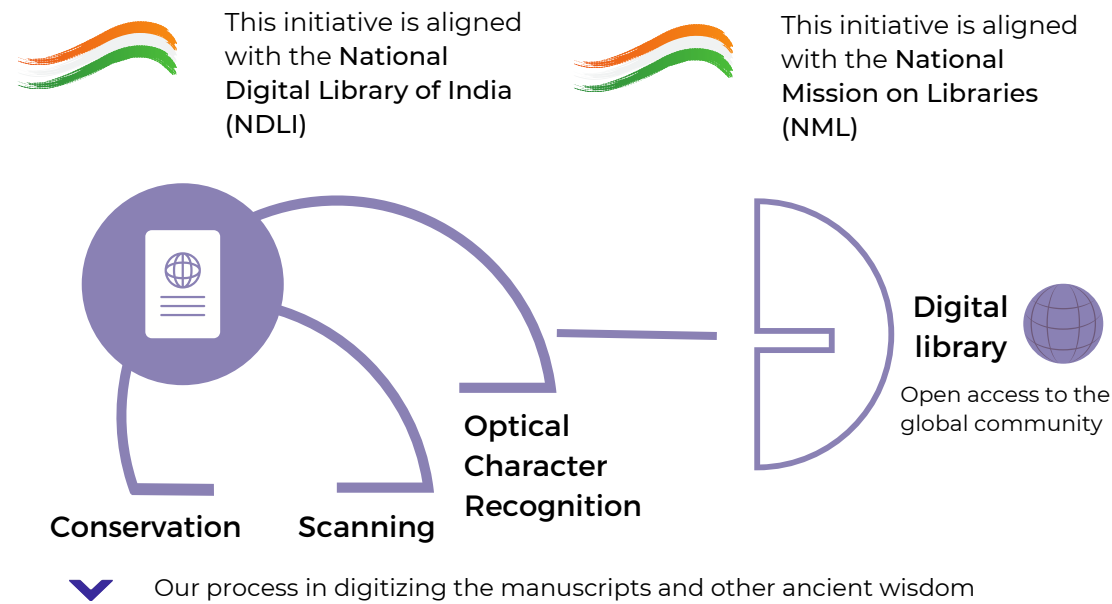 This initiative is aligned
with the National
Digital Library of India
(NDLI)
This initiative is aligned
with the National
Mission on Libraries
(NML)
Digital
library
Open access to the
global community
Optical
Character
Recognition
Conservation
Scanning
Our process in digitizing the manuscripts and other ancient wisdom